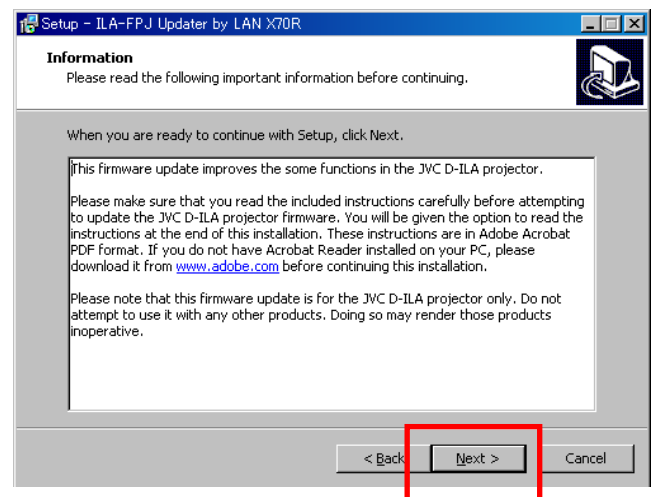 Setup - ILA-FPJ Updater by LAN X70R
Information
Please read the following important information before continuing.
When you are ready to continue with Setup, click Next.
This firmware update improves the some functions in the JVC D-ILA projector.
Please make sure that you read the included instructions carefully before attempting
to update the JVC D-ILA projector firmware. You will be given the option to read the
instructions at the end of this installation. These instructions are in Adobe Acrobat
PDF format. If you do not have Acrobat Reader installed on your PC, please
download it from www.adobe.com before continuing this installation.
Please note that this firmware update is for the JVC D-ILA projector only. Do not
attempt to use it with any other products. Doing so may render those products
inoperative.
< Back Next > Cancel